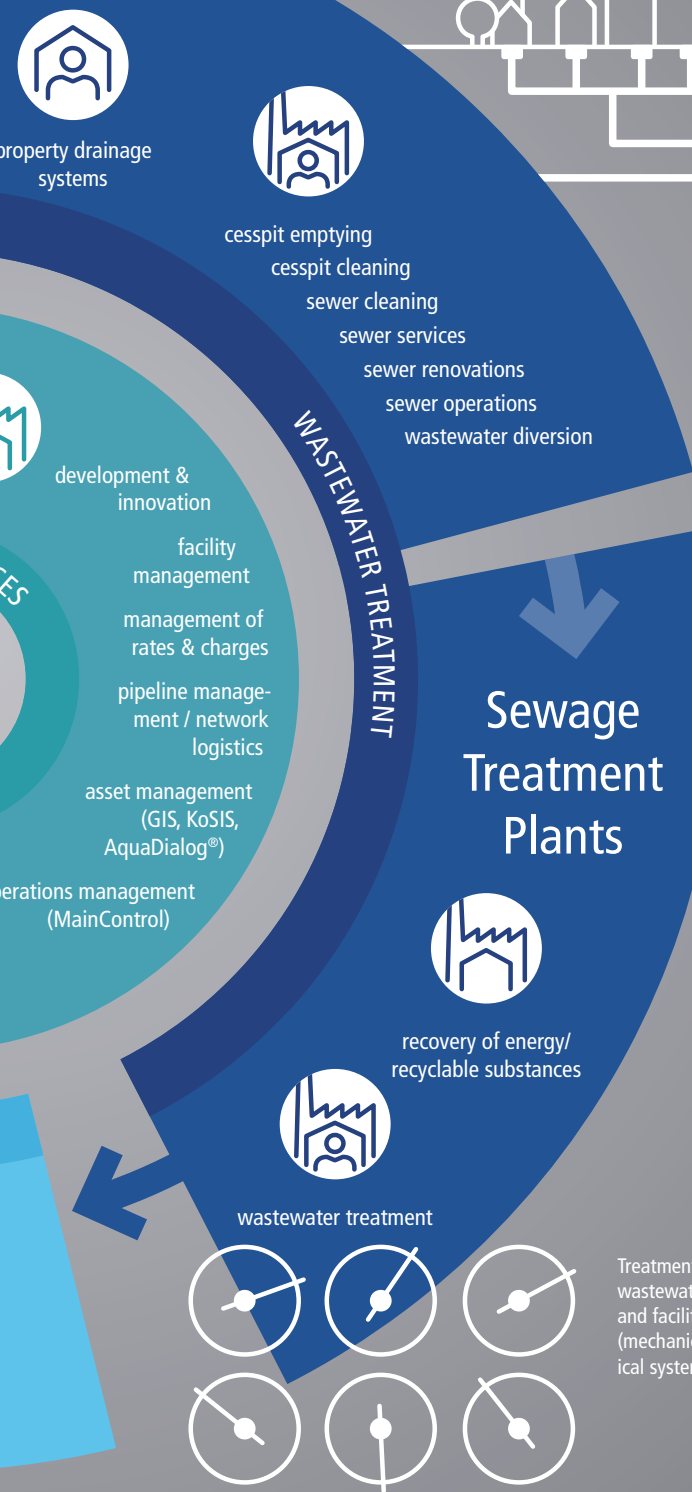 property drainage
systems
cesspit emptying
cesspit cleaning
sewer cleaning
sewer services
sewer renovations
sewer operations
wastewater diversion
WASTEWATER TREATMENT
development &
innovation
facility
management
management of
rates & charges
pipeline manage-
ment / network
logistics
asset management
(GIS, KoSIS,
AquaDialog®)
operations management
(MainControl)
Sewage
Treatment
Plants
recovery of energy/
recyclable substances
wastewater treatment
and